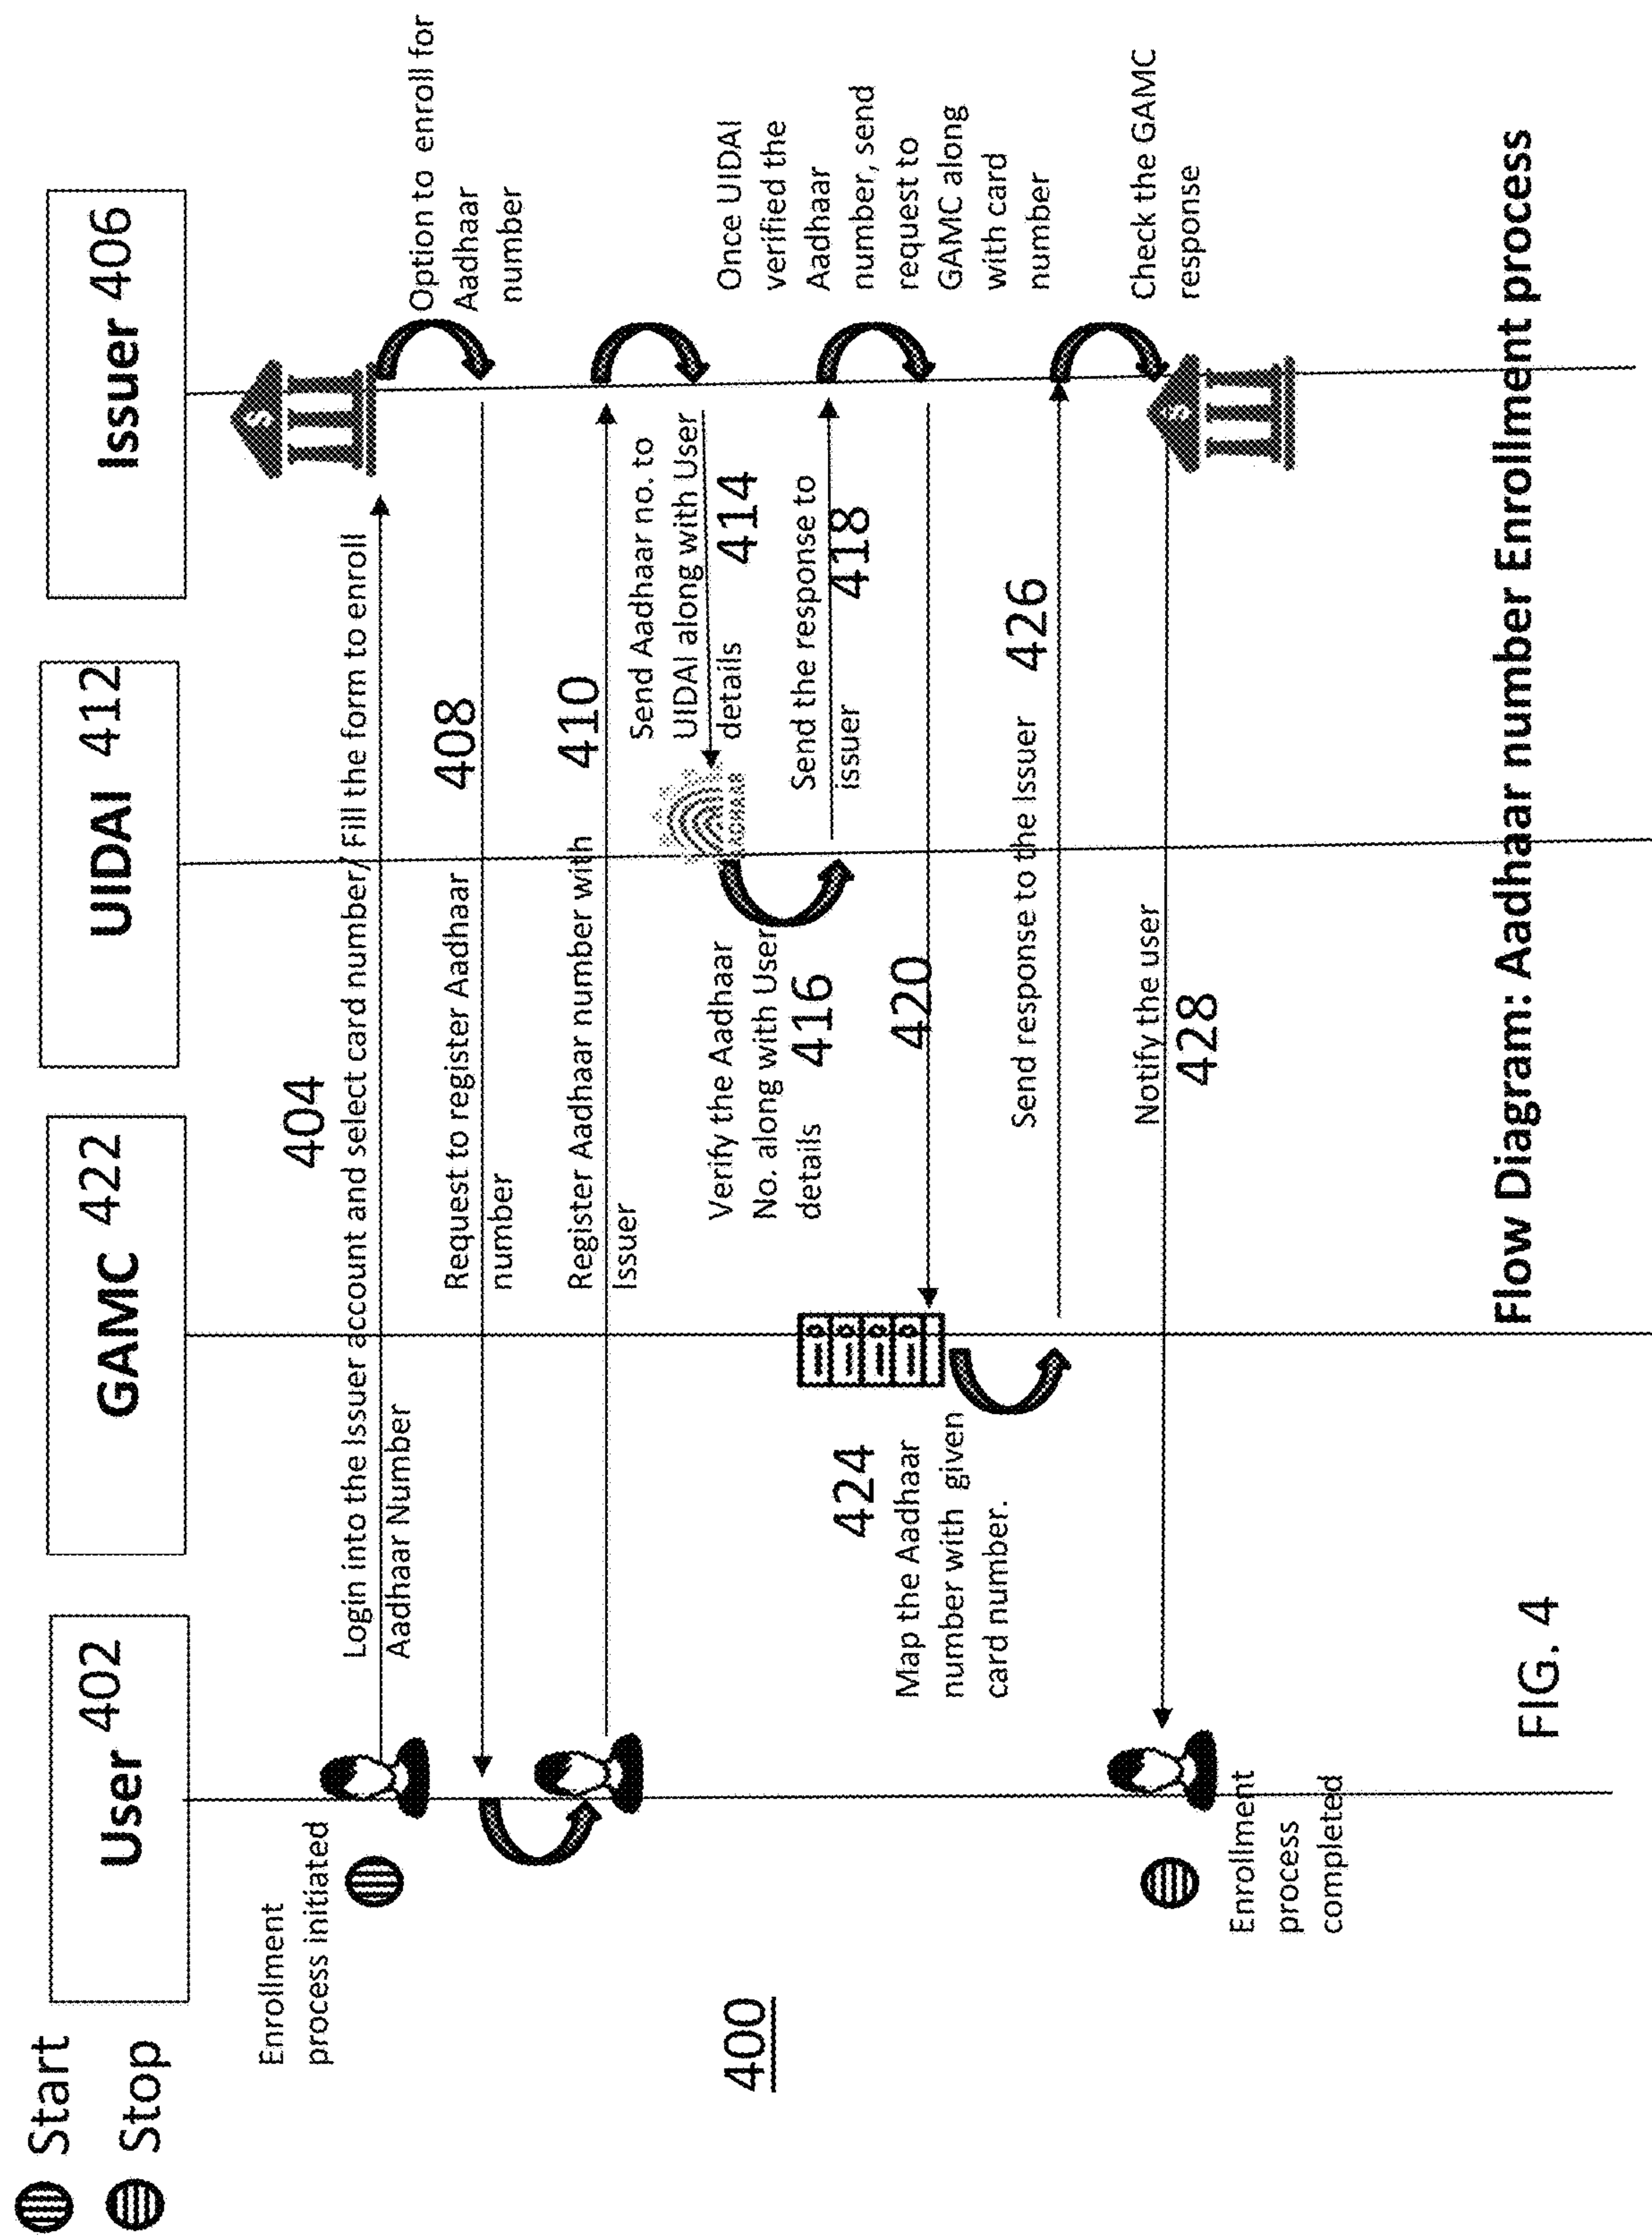 Start
Stop
User 402
GAMC 422
UIDAI 412
Issuer 406
Enrollment
process initiated
404
Login into the Issuer account and select card number/ Fill the form to enroll
Aadhaar Number
Option to enroll for
Aadhaar
number
408
Request to register Aadhaar
number
410
Register Aadhaar number with
Issuer
Send Aadhaar no. to
UIDAI along with User
details
414
AADHAAR
Verify the Aadhaar
No. along with User
details
416
Send the response to
issuer
418
Once UIDAI
verified the
Aadhaar
number, send
request to
GAMC along
with card
number
420
424
Map the Aadhaar
number with given
card number.
Send response to the Issuer
426
Check the GAMC
response
Notify the user
428
Enrollment
process
completed
400
FIG. 4
Flow Diagram: Aadhaar number Enrollment process